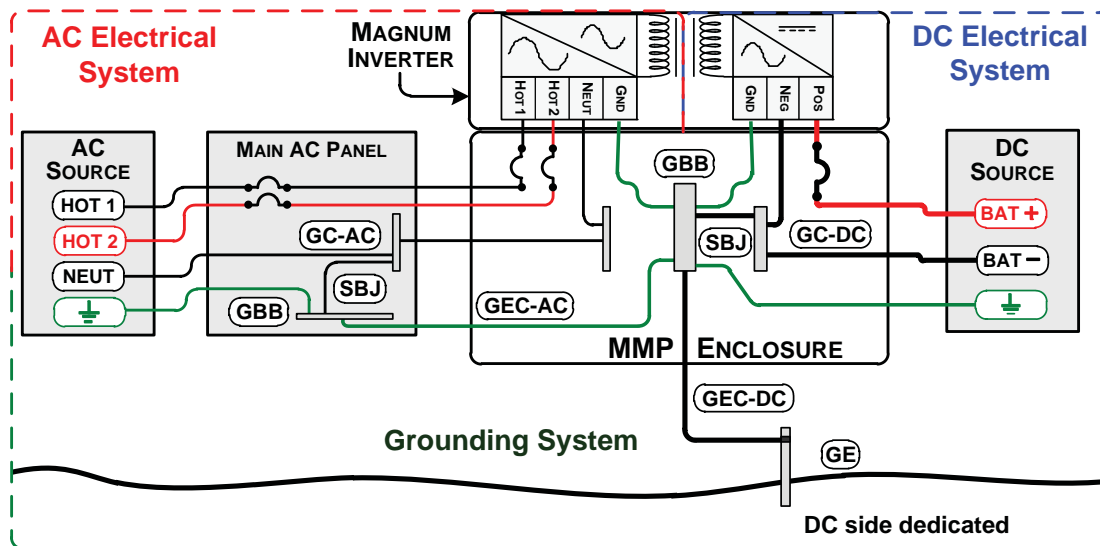 AC Electrical
System
MAGNUM
INVERTER
DC Electrical
System
HOT 1
HOT 2
NEUT
GND
GND
NEG
POS
AC
SOURCE
HOT 1
HOT 2
NEUT
MAIN AC PANEL
GC-AC
SBJ
GBB
GBB
SBJ
GC-DC
GEC-AC
MMP ENCLOSURE
DC
SOURCE
BAT +
BAT −
GEC-DC
Grounding System
GE
DC side dedicated